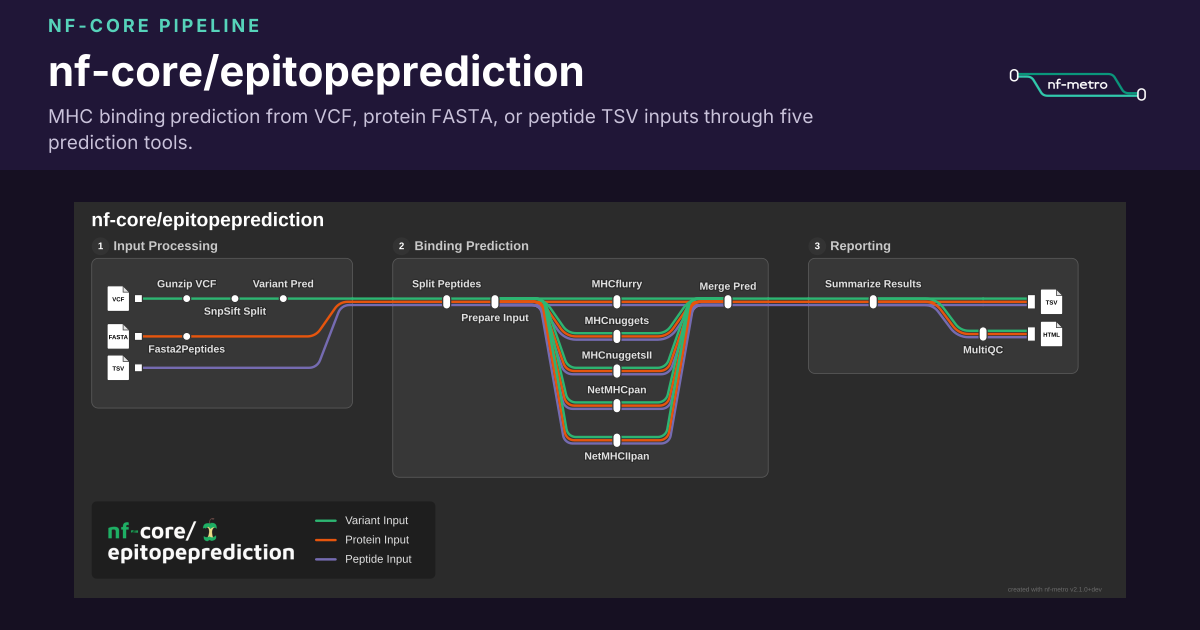 NF-CORE PIPELINE
nf-core/epitopeprediction
MHC binding prediction from VCF, protein FASTA, or peptide TSV inputs through five
prediction tools.
nf-metro
nf-core/epitopeprediction
1 Input Processing
2 Binding Prediction
3 Reporting
VCF
Gunzip VCF
SnpSift Split
Variant Pred
FASTA
Fasta2Peptides
TSV
Split Peptides
Prepare Input
MHCflurry
MHCnuggets
MHCnuggetsII
NetMHCpan
NetMHCIIpan
Merge Pred
Summarize Results
MultiQC
TSV
HTML
nf-core/
epitopeprediction
Variant Input
Protein Input
Peptide Input
created with nf-metro v2.1.0+dev